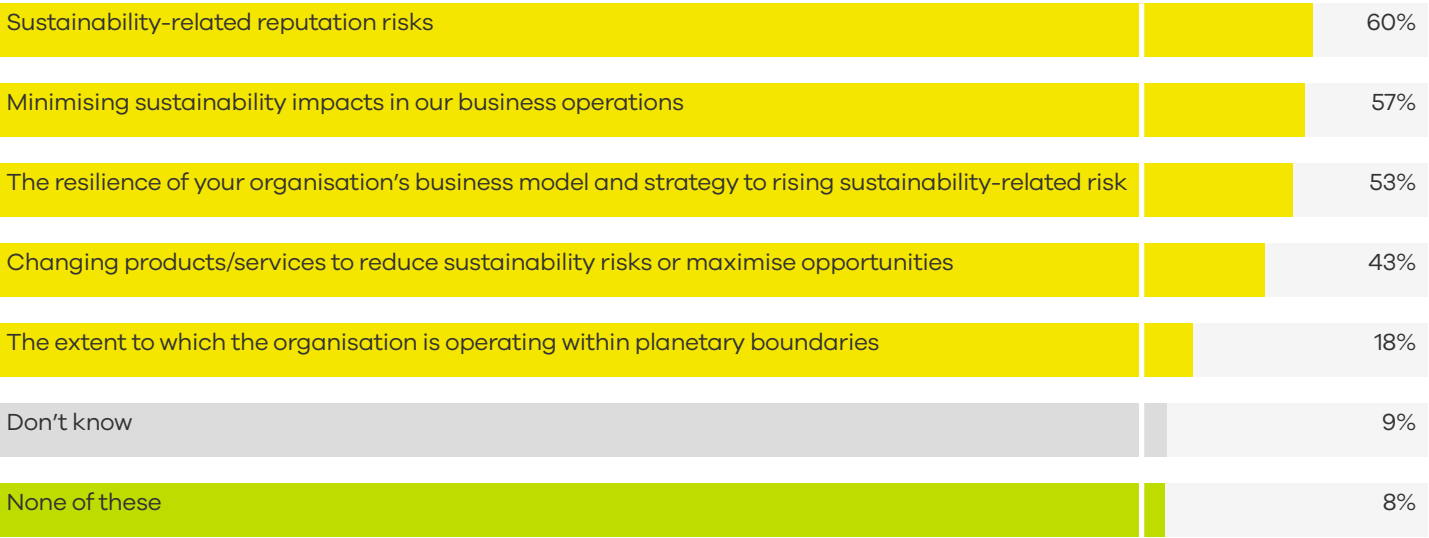 Sustainability-related reputation risks 60%
Minimising sustainability impacts in our business operations 57%
The resilience of your organisation’s business model and strategy to rising sustainability-related risk 53%
Changing products/services to reduce sustainability risks or maximise opportunities 43%
The extent to which the organisation is operating within planetary boundaries 18%
Don’t know 9%
None of these 8%